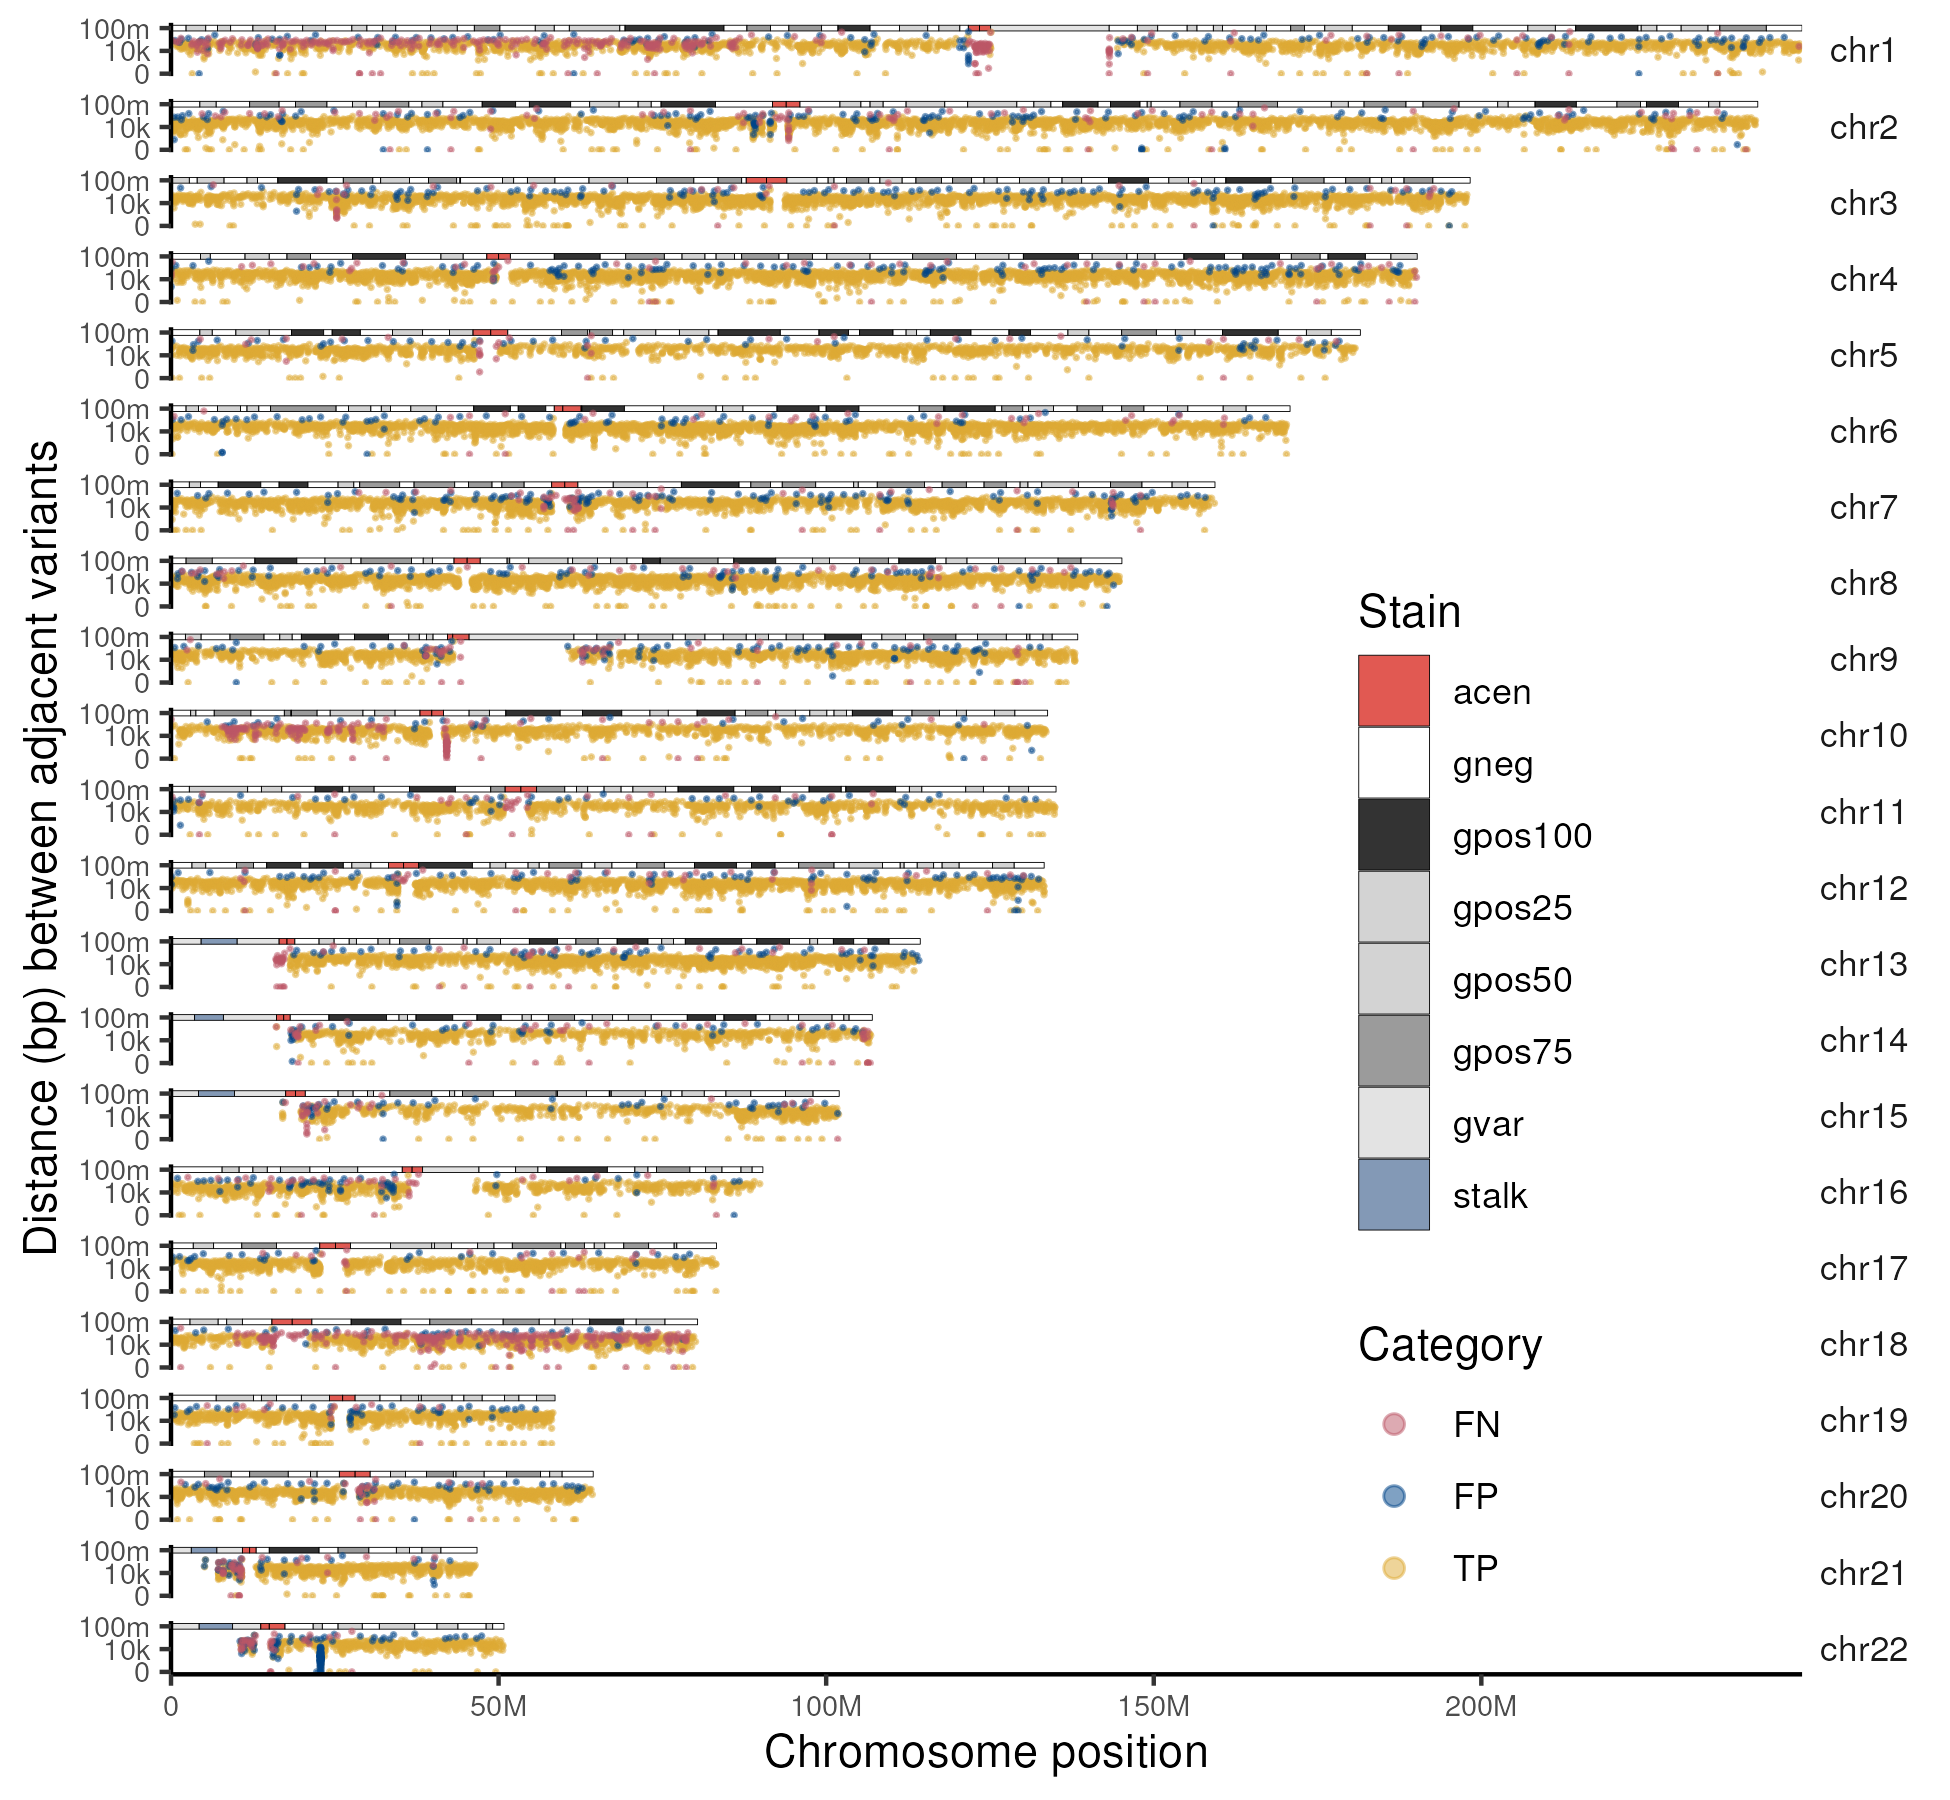 100m
10k
0
chr1
100m
10k
0
chr2
100m
10k
0
chr3
100m
10k
0
chr4
100m
10k
0
chr5
100m
10k
0
chr6
100m
10k
0
chr7
100m
10k
0
chr8
100m
10k
0
chr9
100m
10k
0
chr10
100m
10k
0
chr11
100m
10k
0
chr12
100m
10k
0
chr13
100m
10k
0
chr14
100m
10k
0
chr15
100m
10k
0
chr16
100m
10k
0
chr17
100m
10k
0
chr18
100m
10k
0
chr19
100m
10k
0
chr20
100m
10k
0
chr21
100m
10k
0
chr22
0 50M 100M 150M 200M
Chromosome position
Distance (bp) between adjacent variants
Stain
acen
gneg
gpos100
gpos25
gpos50
gpos75
gvar
stalk
Category
FN
FP
TP